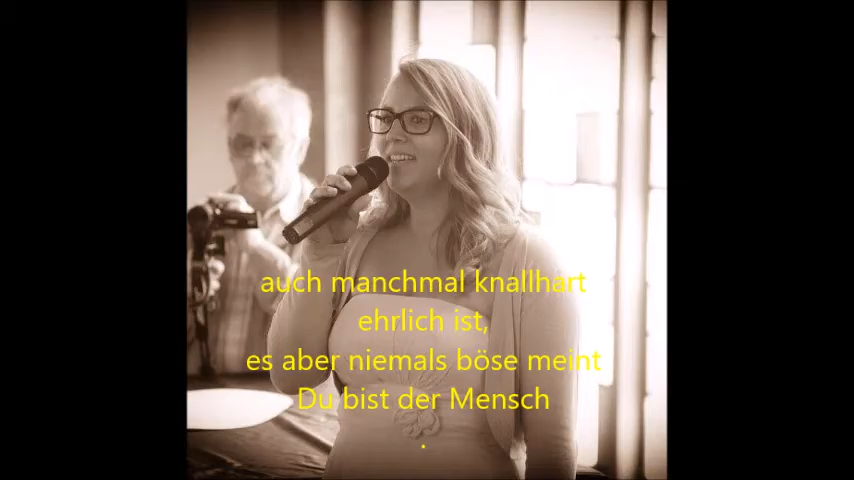 auch manchmal knallhart
ehrlich ist,
es aber niemals böse meint
Du bist der Mensch
.